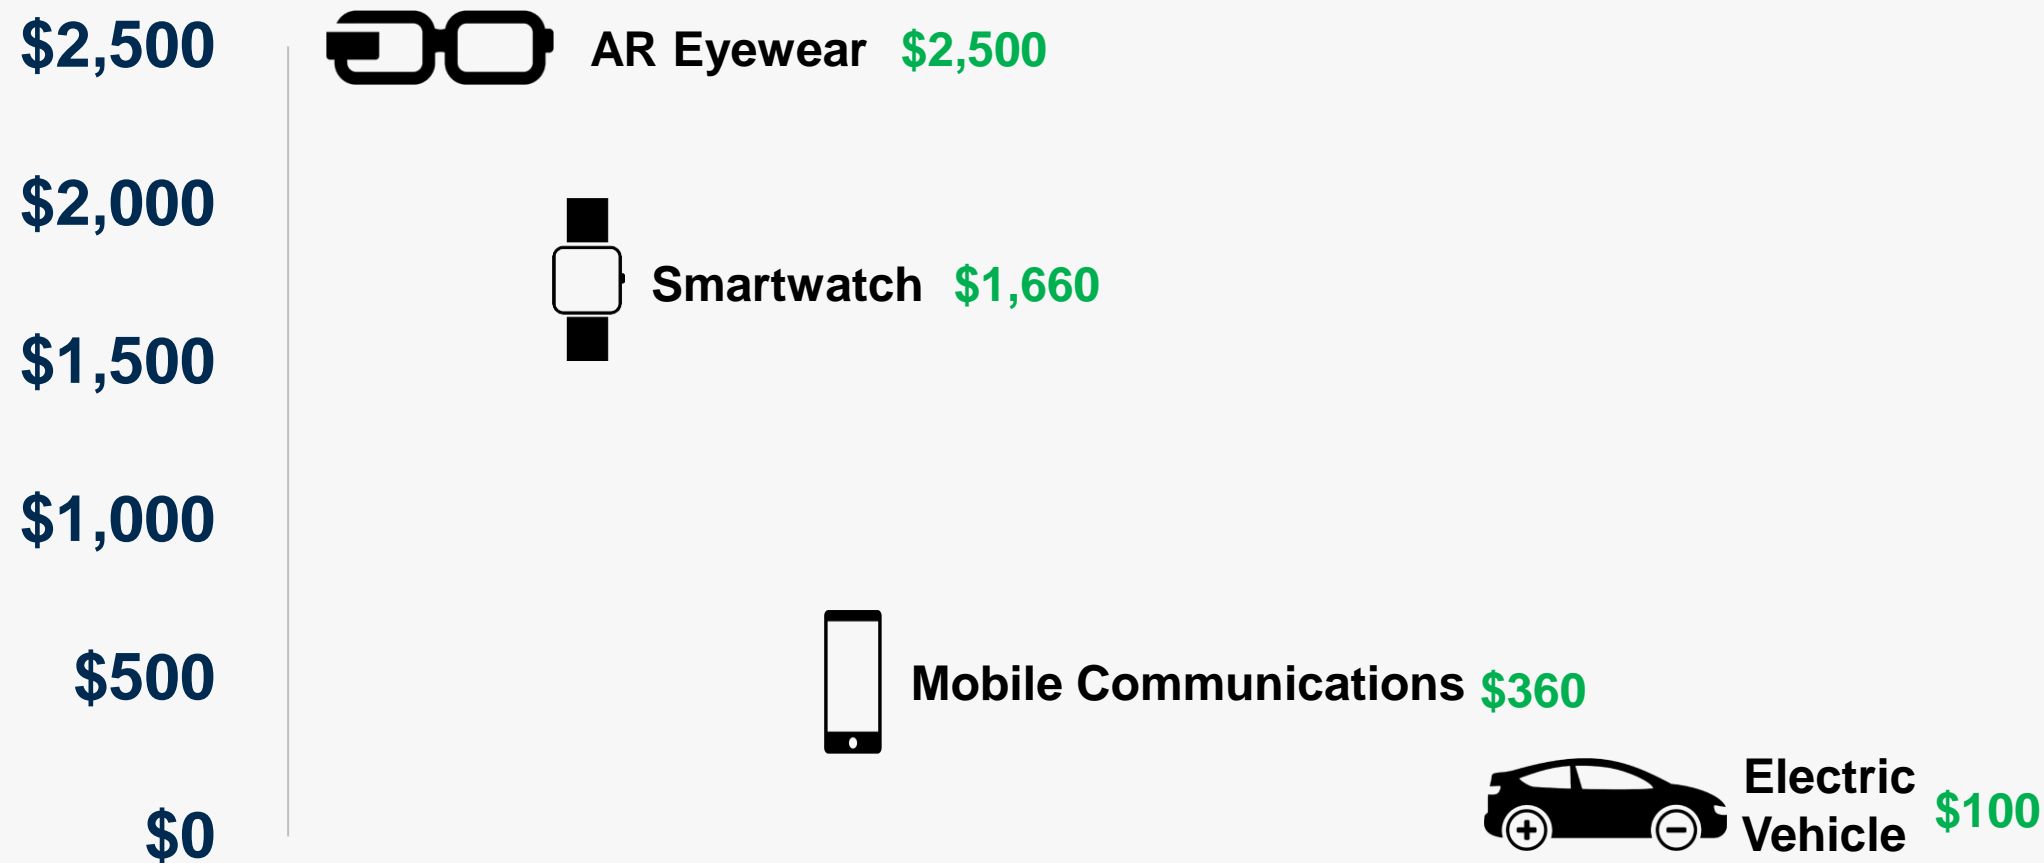 $2,500
AR Eyewear $2,500
$2,000
Smartwatch $1,660
$1,500
$1,000
$500
Mobile Communications $360
Electric
Vehicle $100
$0